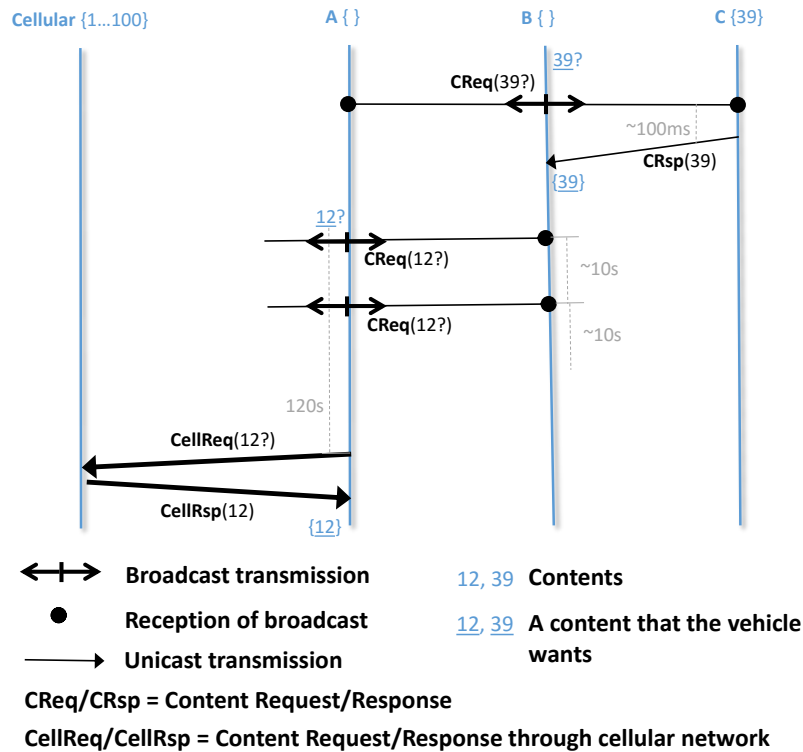 Cellular {1...100} A { } B { } C {39}
39?
CReq(39?)
~100ms
CRsp(39)
{39}
12?
CReq(12?)
~10s
CReq(12?)
~10s
120s
CellReq(12?)
CellRsp(12)
{12}
Broadcast transmission 12, 39 Contents
Reception of broadcast 12, 39 A content that the vehicle
wants
Unicast transmission
CReq/CRsp = Content Request/Response
CellReq/CellRsp = Content Request/Response through cellular network